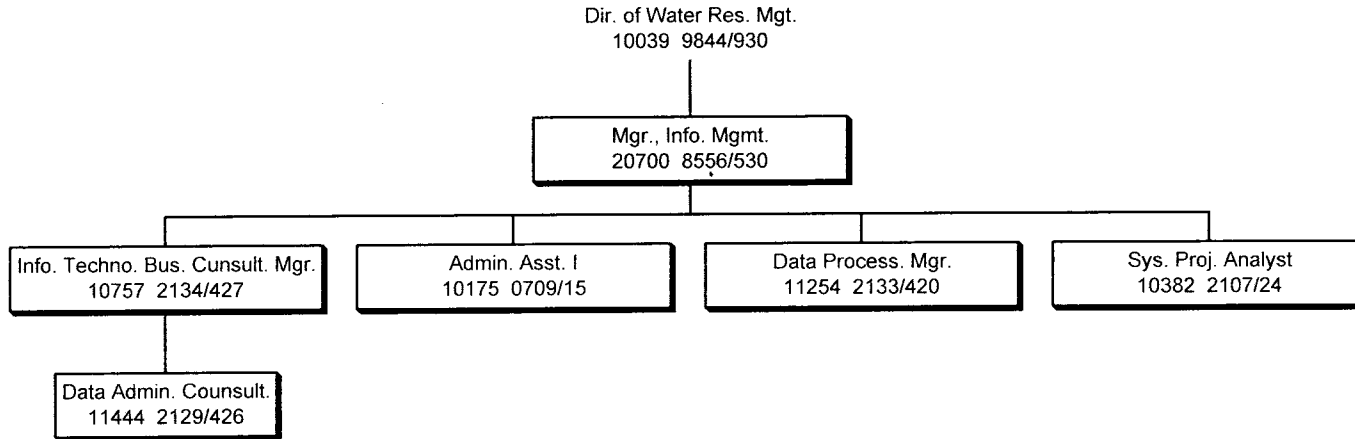 Dir. of Water Res. Mgt.
10039 9844/930
Mgr., Info. Mgmt.
20700 8556/530
Info. Techno. Bus. Cunsult. Mgr.
10757 2134/427
Admin. Asst. I
10175 0709/15
Data Process. Mgr.
11254 2133/420
Sys. Proj. Analyst
10382 2107/24
Data Admin. Counsult.
11444 2129/426